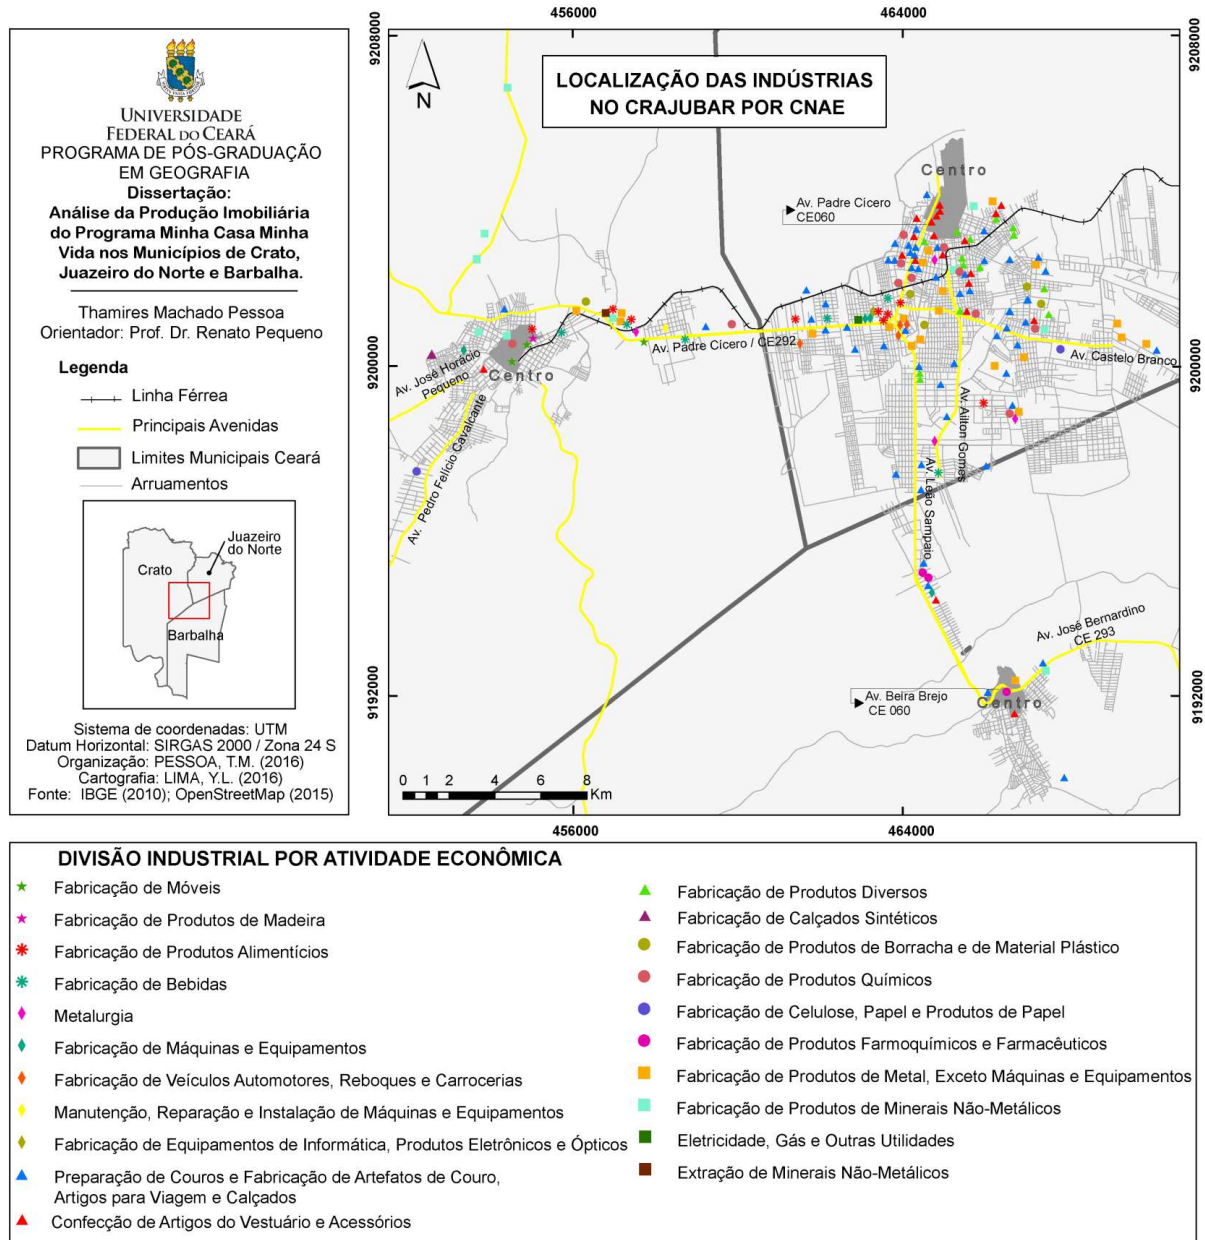 UNIVERSIDADE
FEDERAL DO CEARÁ
PROGRAMA DE PÓS-GRADUAÇÃO
EM GEOGRAFIA
Dissertação:
Análise da Produção Imobiliária
do Programa Minha Casa Minha
Vida nos Municípios de Crato,
Juazeiro do Norte e Barbalha.
Thamires Machado Pessoa
Orientador: Prof. Dr. Renato Pequeno
Legenda
Linha Férrea
Principais Avenidas
Limites Municipais Ceará
Arruamentos
Juazeiro
do Norte
Crato
Barbalha
Sistema de coordenadas: UTM
Datum Horizontal: SIRGAS 2000 / Zona 24 S
Organização: PESSOA, T.M. (2016)
Cartografia: LIMA, Y.L. (2016)
Fonte: IBGE (2010); OpenStreetMap (2015)
456000
464000
9208000
9208000
N
LOCALIZAÇÃO DAS INDÚSTRIAS
NO CRAJUBAR POR CNAE
Centro
Av. Padre Cícero
CE060
9200000
9200000
Av. Padre Cícero / CE292
Av. Castelo Branco
Av. José Horácio
Pequeno
Centro
Av. Pedro Felício Cavalcante
Av. Ailton Gomes
Av. Leão Sampaio
Av. José Bernardino
CE 293
Av. Beira Brejo
CE 060
Centro
9192000
9192000
0 1 2 4 6 8
Km
456000
464000
DIVISÃO INDUSTRIAL POR ATIVIDADE ECONÔMICA
Fabricação de Móveis
Fabricação de Produtos de Madeira
Fabricação de Produtos Alimentícios
Fabricação de Bebidas
Metalurgia
Fabricação de Máquinas e Equipamentos
Fabricação de Veículos Automotores, Reboques e Carrocerias
Manutenção, Reparação e Instalação de Máquinas e Equipamentos
Fabricação de Equipamentos de Informática, Produtos Eletrônicos e Ópticos
Preparação de Couros e Fabricação de Artefatos de Couro,
Artigos para Viagem e Calçados
Confecção de Artigos do Vestuário e Acessórios
Fabricação de Produtos Diversos
Fabricação de Calçados Sintéticos
Fabricação de Produtos de Borracha e de Material Plástico
Fabricação de Produtos Químicos
Fabricação de Celulose, Papel e Produtos de Papel
Fabricação de Produtos Farmoquímicos e Farmacêuticos
Fabricação de Produtos de Metal, Exceto Máquinas e Equipamentos
Fabricação de Produtos de Minerais Não-Metálicos
Eletricidade, Gás e Outras Utilidades
Extração de Minerais Não-Metálicos